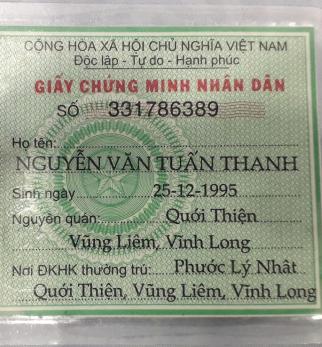 CỘNG HÒA XÃ HỘI CHỦ NGHĨA VIỆT NAM
Độc lập - Tự do - Hạnh phúc
GIẤY CHỨNG MINH NHÂN DÂN
SỐ 331786389
Họ tên:
NGUYỄN VĂN TUẤN THANH
Sinh ngày 25-12-1995
Nguyên quán: Quới Thiện
Vũng Liêm, Vĩnh Long
Nơi ĐKHK thường trú: Phước Lý Nhất
Quới Thiện, Vũng Liêm, Vĩnh Long